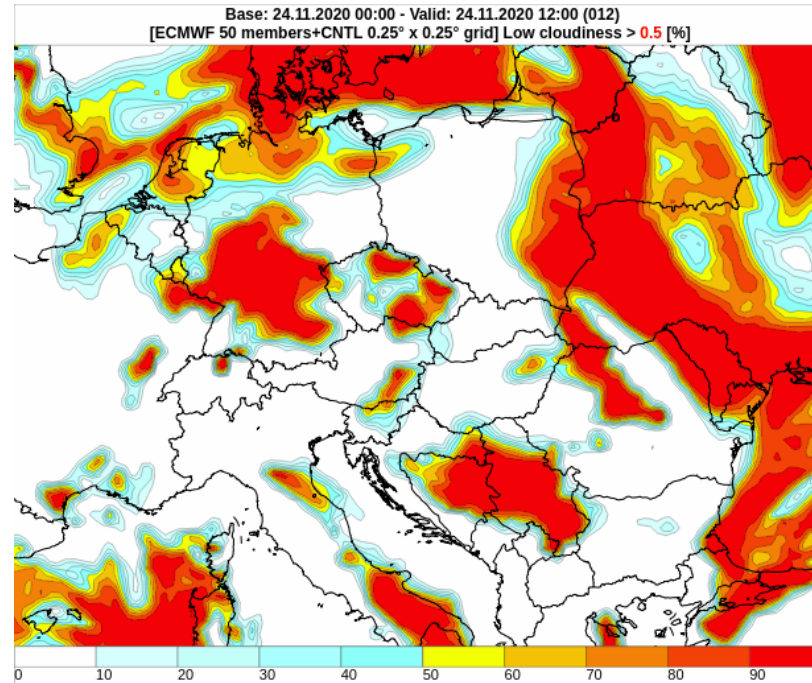 Base: 24.11.2020 00:00 - Valid: 24.11.2020 12:00 (012)
[ECMWF 50 members+CNTL 0.25° x 0.25° grid] Low cloudiness > 0.5 [%]
0 10 20 30 40 50 60 70 80 90